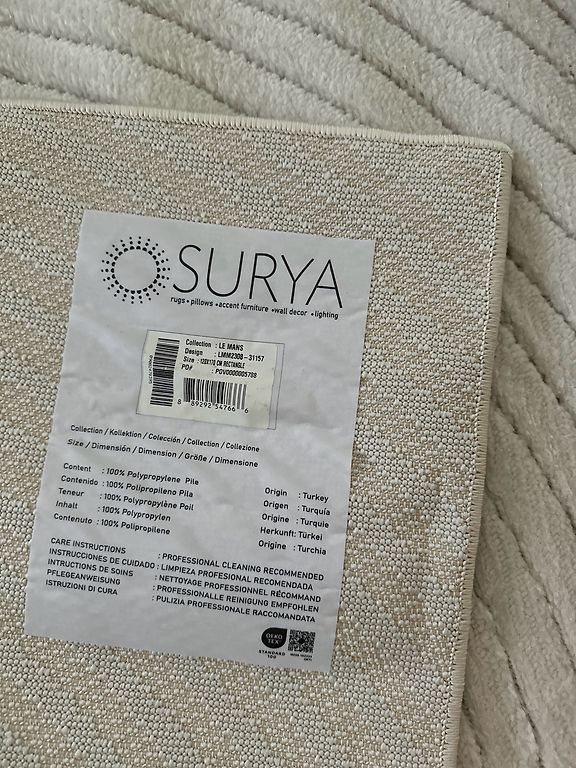 SURYA
rugs • pillows • accent furniture • wall decor • lighting
Collection : LE MANS
Design : LMM2308-31157
Size : 120X170 CM RECTANGLE
PO# : POV0000005788
8 89292 54766 6
Collection / Kollektion / Colección / Collection / Collezione
Size / Dimensión / Dimension / Größe / Dimensione
Content : 100% Polypropylene Pile
Contenido : 100% Polipropileno Pila
Teneur : 100% Polypropylène Poil
Inhalt : 100% Polypropylen
Contenuto : 100% Polipropilene
Origin : Turkey
Origen : Turquía
Origine : Turquie
Herkunft: Türkei
Origine : Turchia
CARE INSTRUCTIONS : PROFESSIONAL CLEANING RECOMMENDED
INSTRUCCIONES DE CUIDADO : LIMPIEZA PROFESIONAL RECOMENDADA
INTRUCTIONS DE SOINS : NETTOYAGE PROFESSIONNEL RÉCOMMAND
PFLEGEANWEISUNG : PROFESSIONALLE REINIGUNG EMPFOHLEN
ISTRUZIONI DI CURA : PULIZIA PROFESSIONALE RACCOMANDATA
OEKO
TEX
STANDARD
100